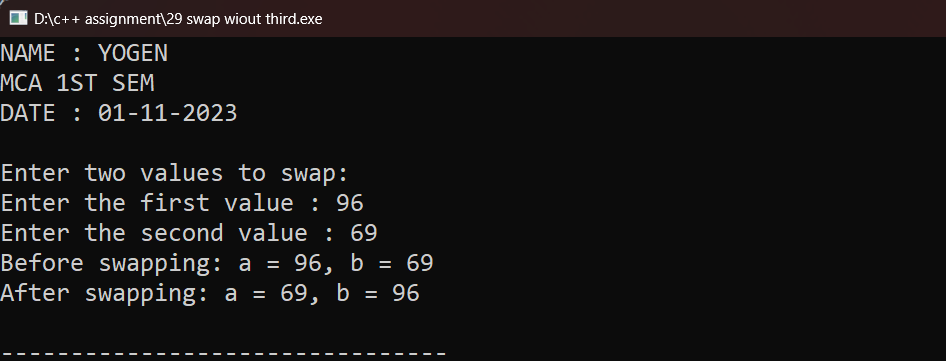 D:\c++ assignment\29 swap wiout third.exe
NAME : YOGEN
MCA 1ST SEM
DATE : 01-11-2023
Enter two values to swap:
Enter the first value : 96
Enter the second value : 69
Before swapping: a = 96, b = 69
After swapping: a = 69, b = 96
--------------------------------